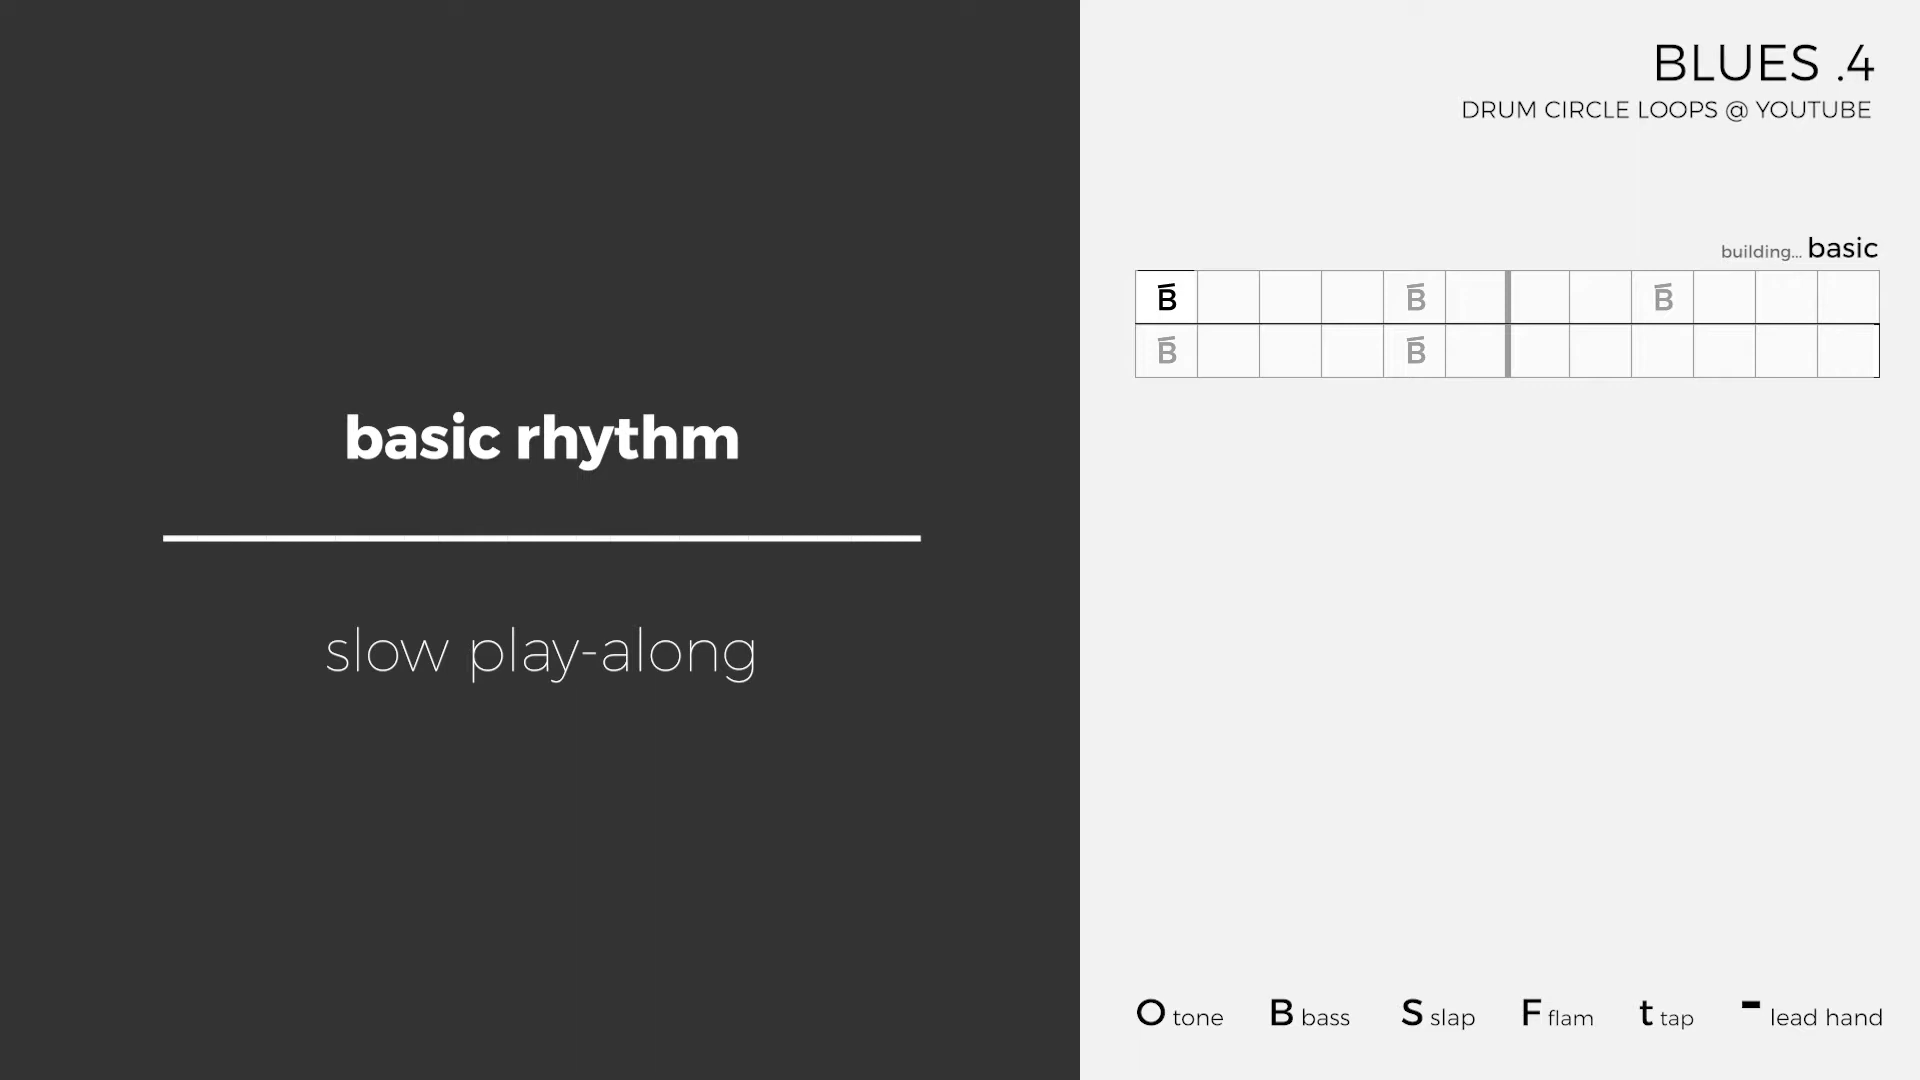 basic rhythm
slow play-along
BLUES .4
DRUM CIRCLE LOOPS @ YOUTUBE
building... basic
B̄ B̄ B̄
B̄ B̄
O tone B bass S slap F flam t tap - lead hand